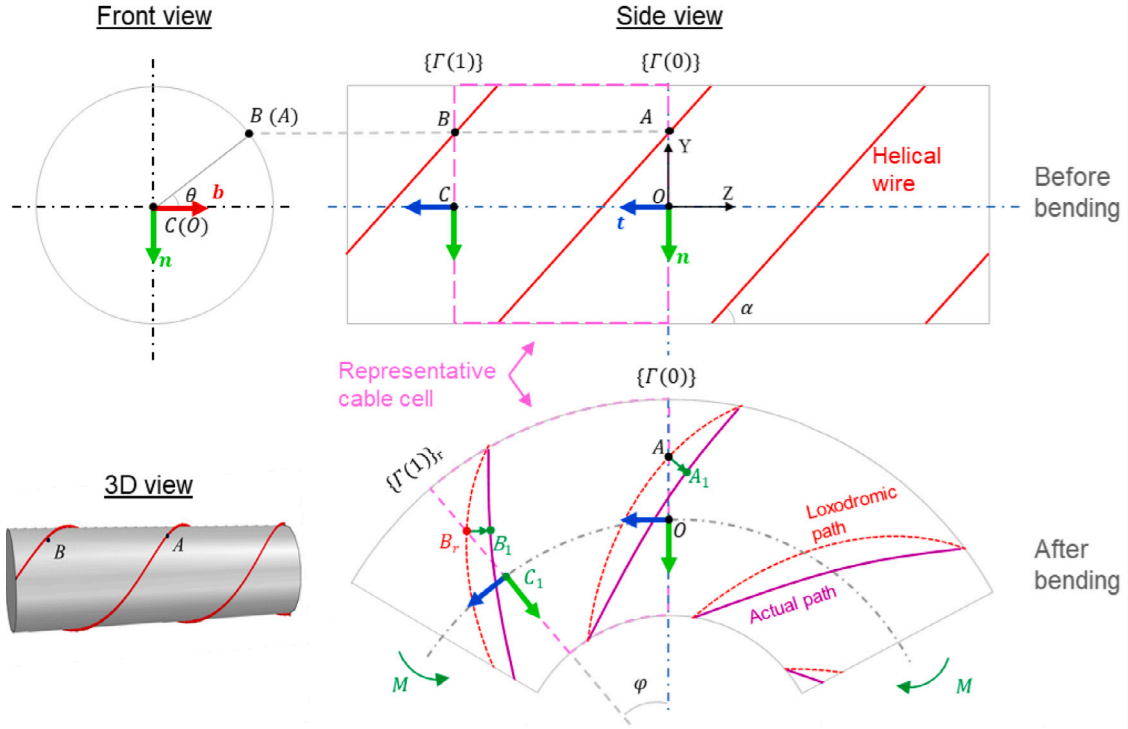 Front view
Side view
{Γ(1)}
{Γ(0)}
B (A)
B
A
Y
θ
b
C
O
Z
Helical
wire
Before
bending
C(O)
t
n
n
α
Representative
cable cell
{Γ(0)}
3D view
{Γ(1)}r
A
A1
Loxodromic
path
B
A
Br
B1
O
C1
Actual path
After
bending
M
φ
M